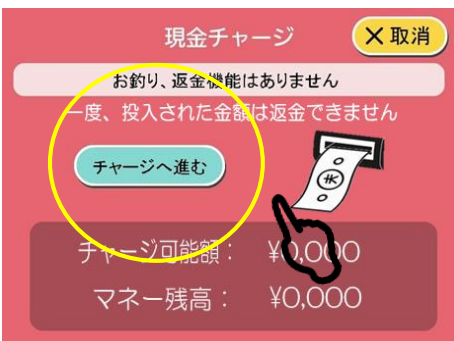 現金チャージ
×取消
お釣り、返金機能はありません
一度、投入された金額は返金できません
チャージへ進む
チャージ可能額: ¥0,000
マネー残高: ¥0,000